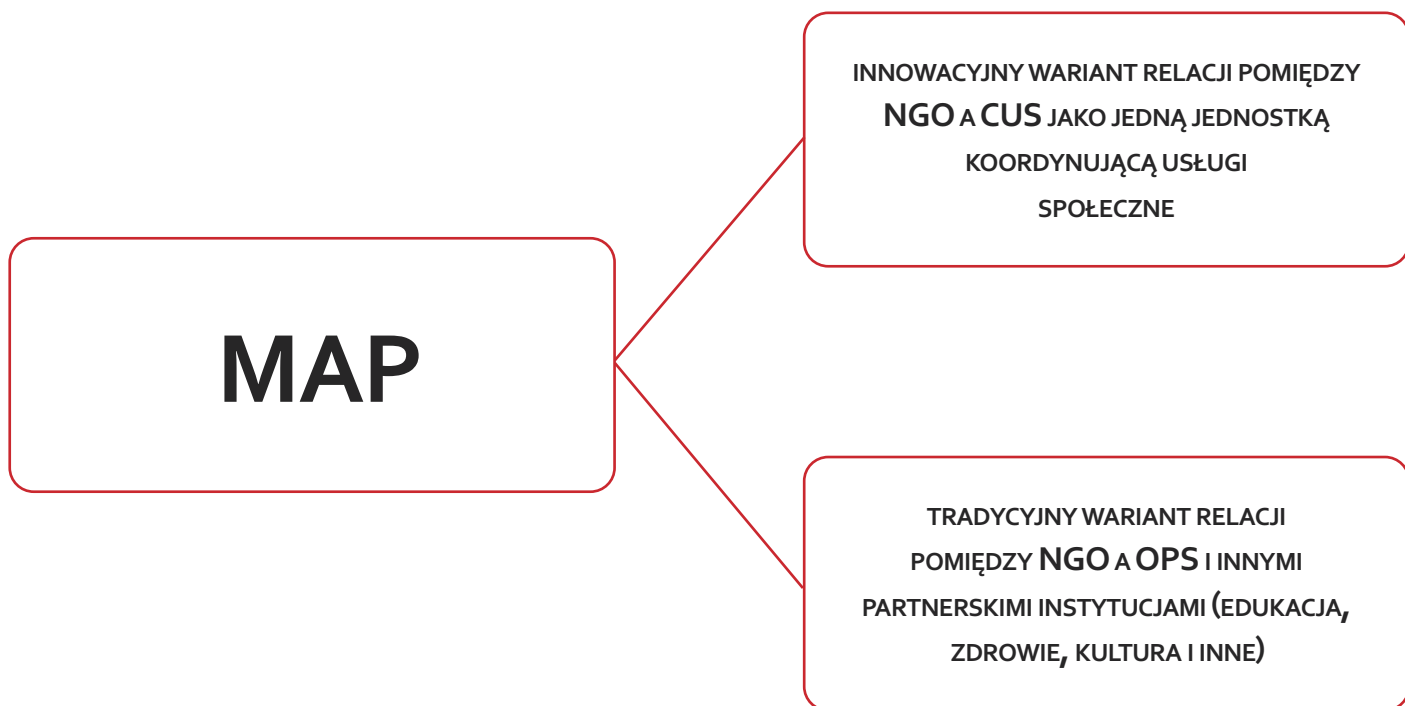 MAP
INNOWACYJNY WARIANT RELACJI POMIĘDZY
NGO A CUS JAKO JEDNĄ JEDNOSTKĄ
KOORDYNUJĄCĄ USŁUGI
SPOŁECZNE
TRADYCYJNY WARIANT RELACJI
POMIĘDZY NGO A OPS I INNYMI
PARTNERSKIMI INSTYTUCJAMI (EDUKACJA,
ZDROWIE, KULTURA I INNE)